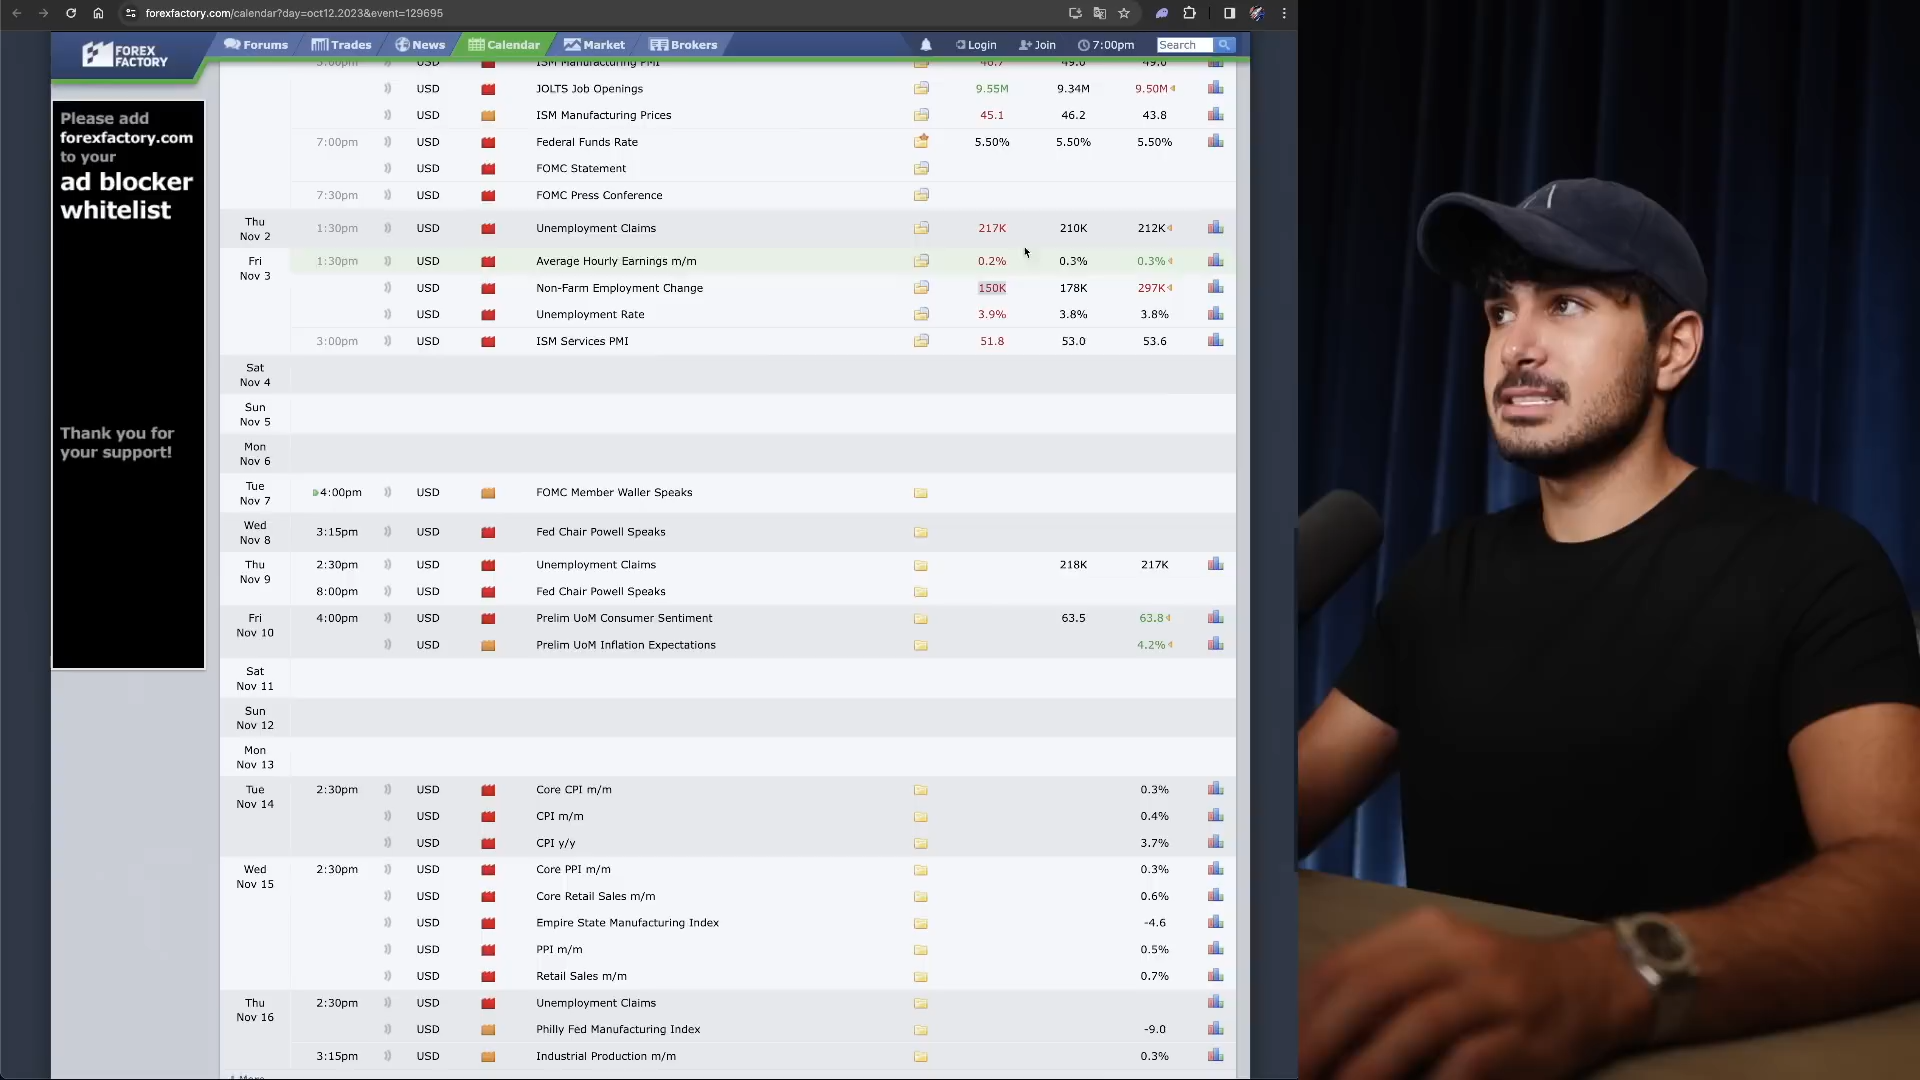 forexfactory.com/calendar?day=oct12.2023&event=129695
FOREX
FACTORY
Forums
Trades
News
Calendar
Market
Brokers
Login
Join
7:00pm
Search
Please add
forexfactory.com
to your
ad blocker
whitelist
Thank you for
your support!
3:00pm USD ISM Manufacturing PMI 46.7 49.0 49.0
USD JOLTS Job Openings 9.55M 9.34M 9.50M
USD ISM Manufacturing Prices 45.1 46.2 43.8
7:00pm USD Federal Funds Rate 5.50% 5.50% 5.50%
USD FOMC Statement
7:30pm USD FOMC Press Conference
Thu
Nov 2
1:30pm USD Unemployment Claims 217K 210K 212K
Fri
Nov 3
1:30pm USD Average Hourly Earnings m/m 0.2% 0.3% 0.3%
USD Non-Farm Employment Change 150K 178K 297K
USD Unemployment Rate 3.9% 3.8% 3.8%
3:00pm USD ISM Services PMI 51.8 53.0 53.6
Sat
Nov 4
Sun
Nov 5
Mon
Nov 6
Tue
Nov 7
4:00pm USD FOMC Member Waller Speaks
Wed
Nov 8
3:15pm USD Fed Chair Powell Speaks
Thu
Nov 9
2:30pm USD Unemployment Claims 218K 217K
8:00pm USD Fed Chair Powell Speaks
Fri
Nov 10
4:00pm USD Prelim UoM Consumer Sentiment 63.5 63.8
USD Prelim UoM Inflation Expectations 4.2%
Sat
Nov 11
Sun
Nov 12
Mon
Nov 13
Tue
Nov 14
2:30pm USD Core CPI m/m 0.3%
USD CPI m/m 0.4%
USD CPI y/y 3.7%
Wed
Nov 15
2:30pm USD Core PPI m/m 0.3%
USD Core Retail Sales m/m 0.6%
USD Empire State Manufacturing Index -4.6
USD PPI m/m 0.5%
USD Retail Sales m/m 0.7%
Thu
Nov 16
2:30pm USD Unemployment Claims
USD Philly Fed Manufacturing Index -9.0
3:15pm USD Industrial Production m/m 0.3%